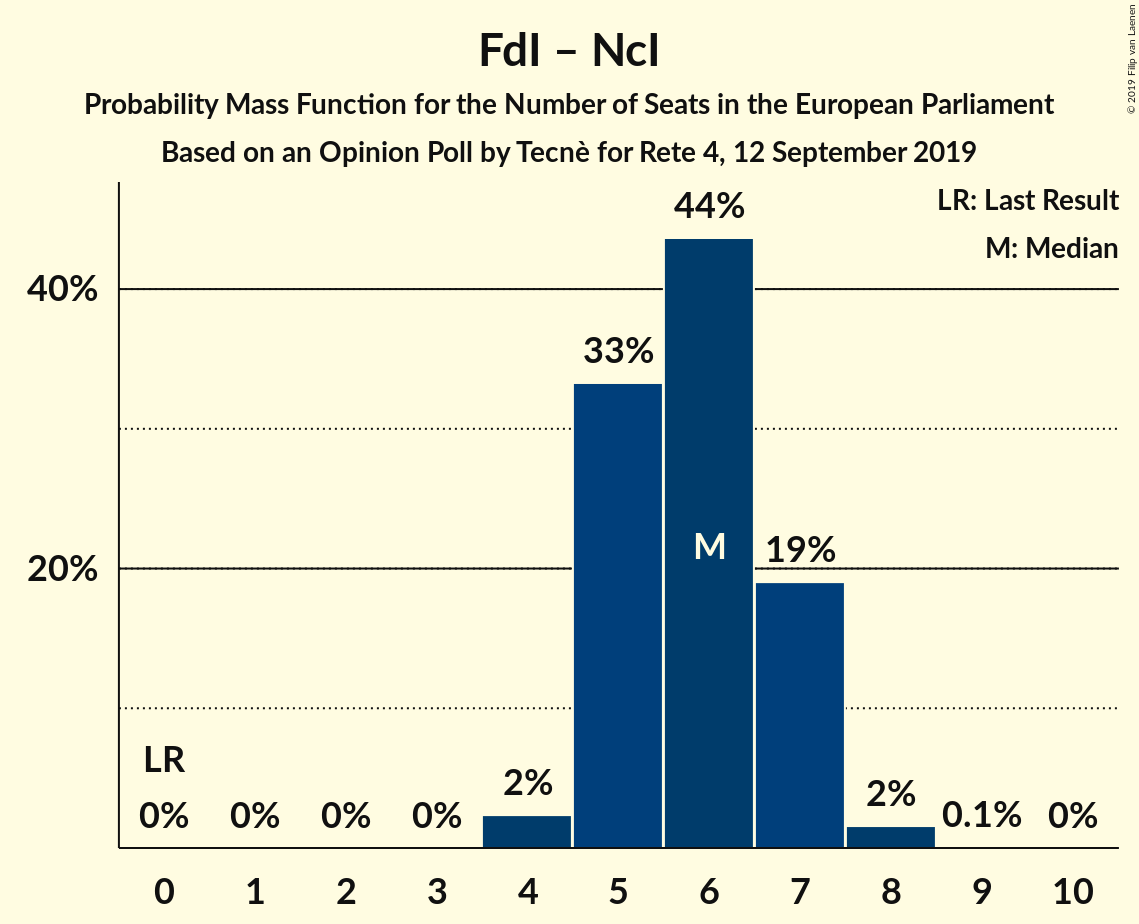 FdI – NcI
Probability Mass Function for the Number of Seats in the European Parliament
Based on an Opinion Poll by Tecnè for Rete 4, 12 September 2019
© 2019 Filip van Laenen
LR: Last Result
M: Median
44%
40%
33%
M
19%
20%
LR
0%
0%
0%
0%
2%
2%
0.1%
0%
0 1 2 3 4 5 6 7 8 9 10